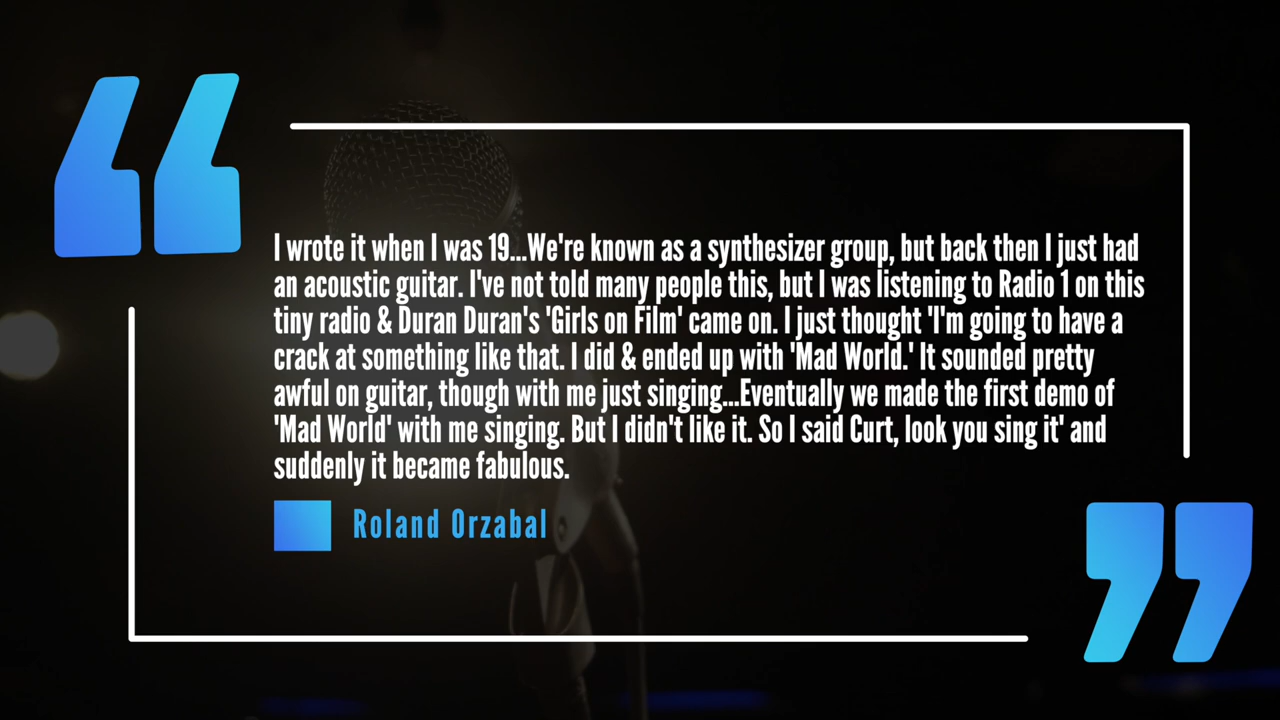 I wrote it when I was 19...We're known as a synthesizer group, but back then I just had
an acoustic guitar. I've not told many people this, but I was listening to Radio 1 on this
tiny radio & Duran Duran's 'Girls on Film' came on. I just thought 'I'm going to have a
crack at something like that. I did & ended up with 'Mad World.' It sounded pretty
awful on guitar, though with me just singing...Eventually we made the first demo of
'Mad World' with me singing. But I didn't like it. So I said Curt, look you sing it' and
suddenly it became fabulous.
Roland Orzabal